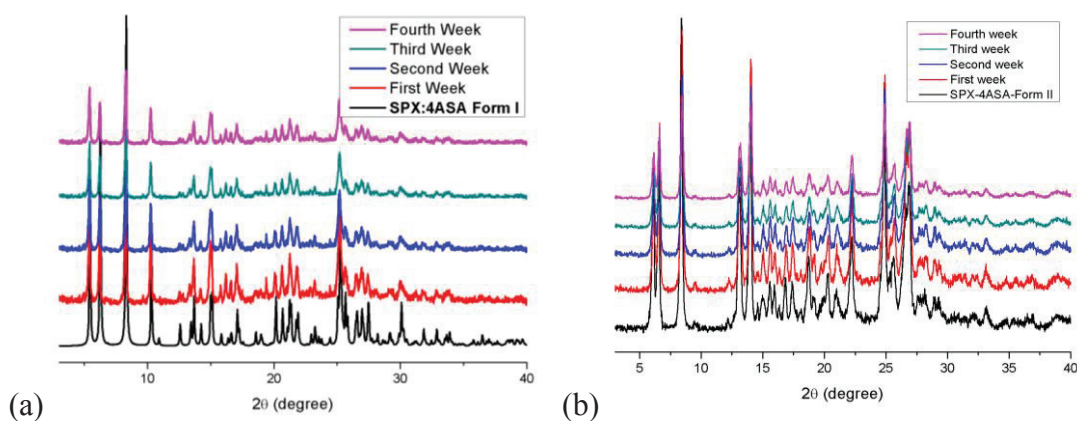 Fourth Week
Third Week
Second Week
First Week
SPX:4ASA Form I
10
20
30
40
2θ (degree)
(a)
Fourth week
Third week
Second week
First week
SPX-4ASA-Form II
5
10
15
20
25
30
35
40
2θ (degree)
(b)